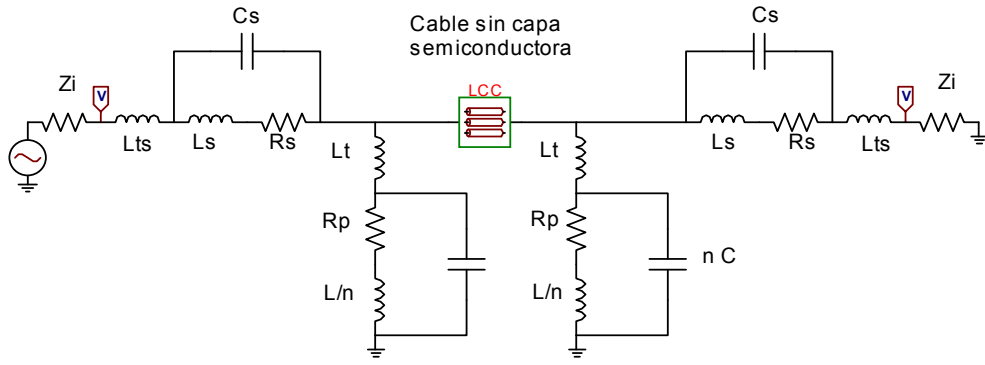 Cs
Cable sin capa
semiconductora
Cs
Zi
V
LCC
V
Zi
Lts
Ls
Rs
Lt
Lt
Ls
Rs
Lts
Rp
Rp
n C
L/n
L/n